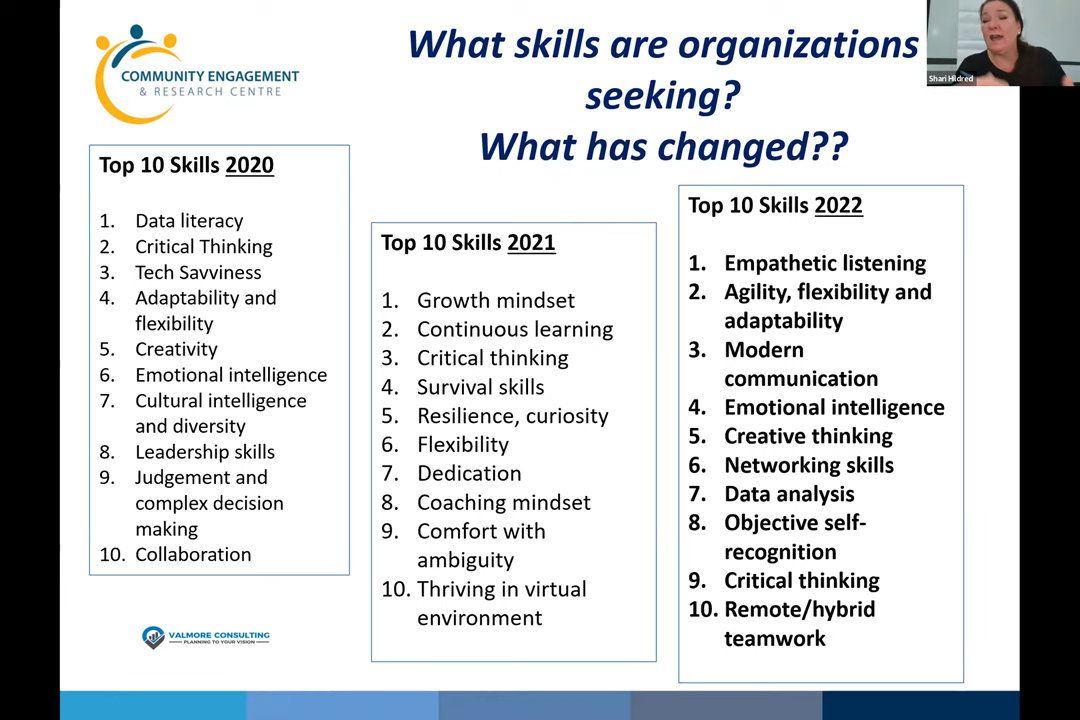 COMMUNITY ENGAGEMENT
& RESEARCH CENTRE
What skills are organizations
seeking?
What has changed??
Shari Hildred
Top 10 Skills 2020
1. Data literacy
2. Critical Thinking
3. Tech Savviness
4. Adaptability and
flexibility
5. Creativity
6. Emotional intelligence
7. Cultural intelligence
and diversity
8. Leadership skills
9. Judgement and
complex decision
making
10. Collaboration
Top 10 Skills 2021
1. Growth mindset
2. Continuous learning
3. Critical thinking
4. Survival skills
5. Resilience, curiosity
6. Flexibility
7. Dedication
8. Coaching mindset
9. Comfort with
ambiguity
10. Thriving in virtual
environment
Top 10 Skills 2022
1. Empathetic listening
2. Agility, flexibility and
adaptability
3. Modern
communication
4. Emotional intelligence
5. Creative thinking
6. Networking skills
7. Data analysis
8. Objective self-
recognition
9. Critical thinking
10. Remote/hybrid
teamwork
VALMORE CONSULTING
PLANNING TO YOUR VISION